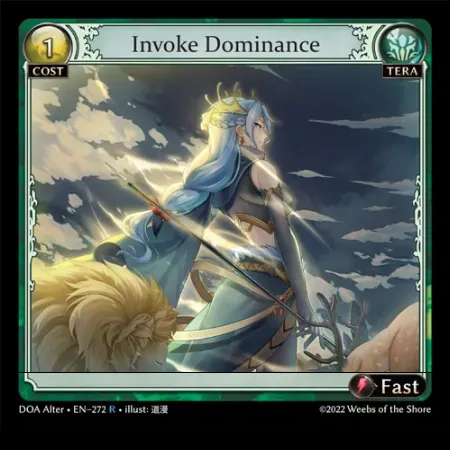 1
Invoke Dominance
COST
TERA
Fast
DOA Alter • EN-272 R • illust: 道漫
©2022 Weebs of the Shore